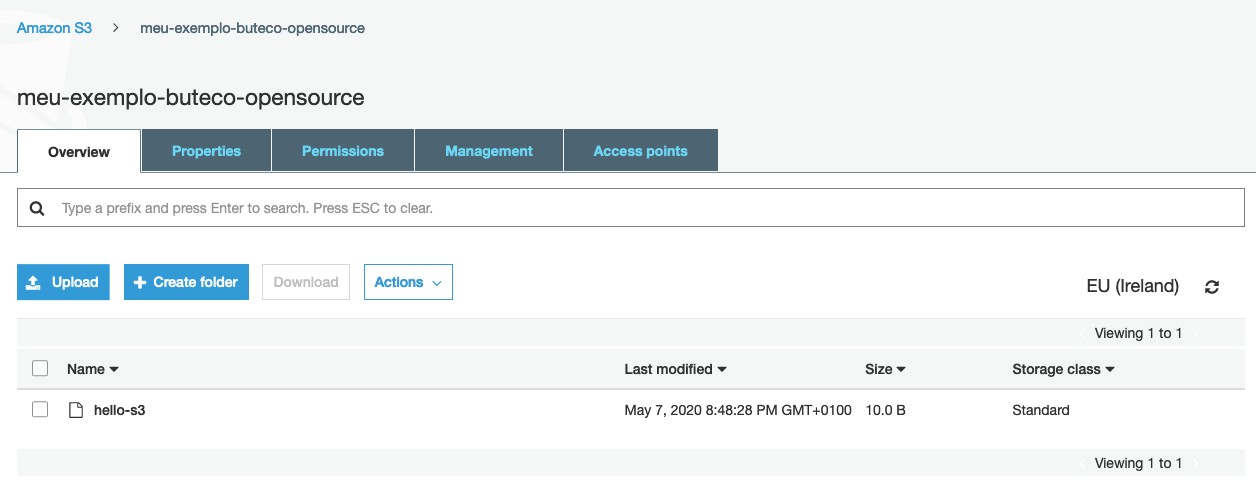 Amazon S3 > meu-exemplo-buteco-opensource
meu-exemplo-buteco-opensource
Overview Properties Permissions Management Access points
Type a prefix and press Enter to search. Press ESC to clear.
Upload Create folder Download Actions EU (Ireland)
Viewing 1 to 1
Name Last modified Size Storage class
hello-s3 May 7, 2020 8:48:28 PM GMT+0100 10.0 B Standard
Viewing 1 to 1